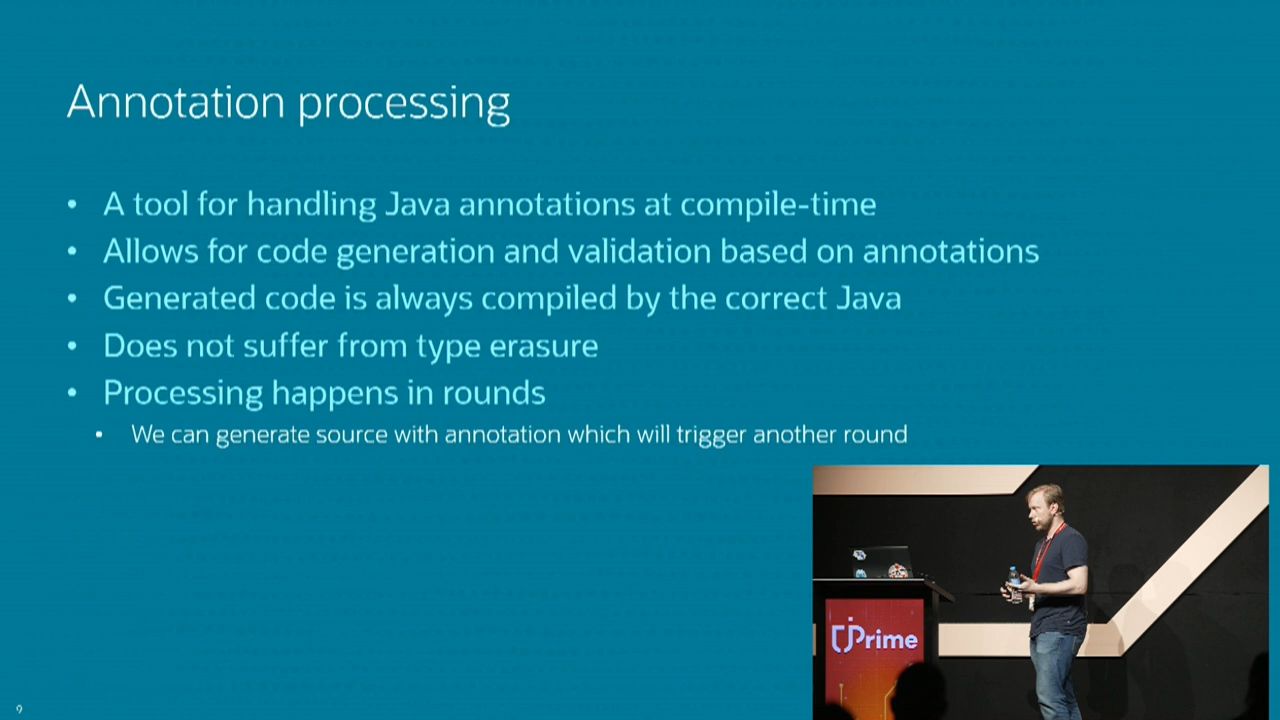 Annotation processing
• A tool for handling Java annotations at compile-time
• Allows for code generation and validation based on annotations
• Generated code is always compiled by the correct Java
• Does not suffer from type erasure
• Processing happens in rounds
▪ We can generate source with annotation which will trigger another round
jPrime
9